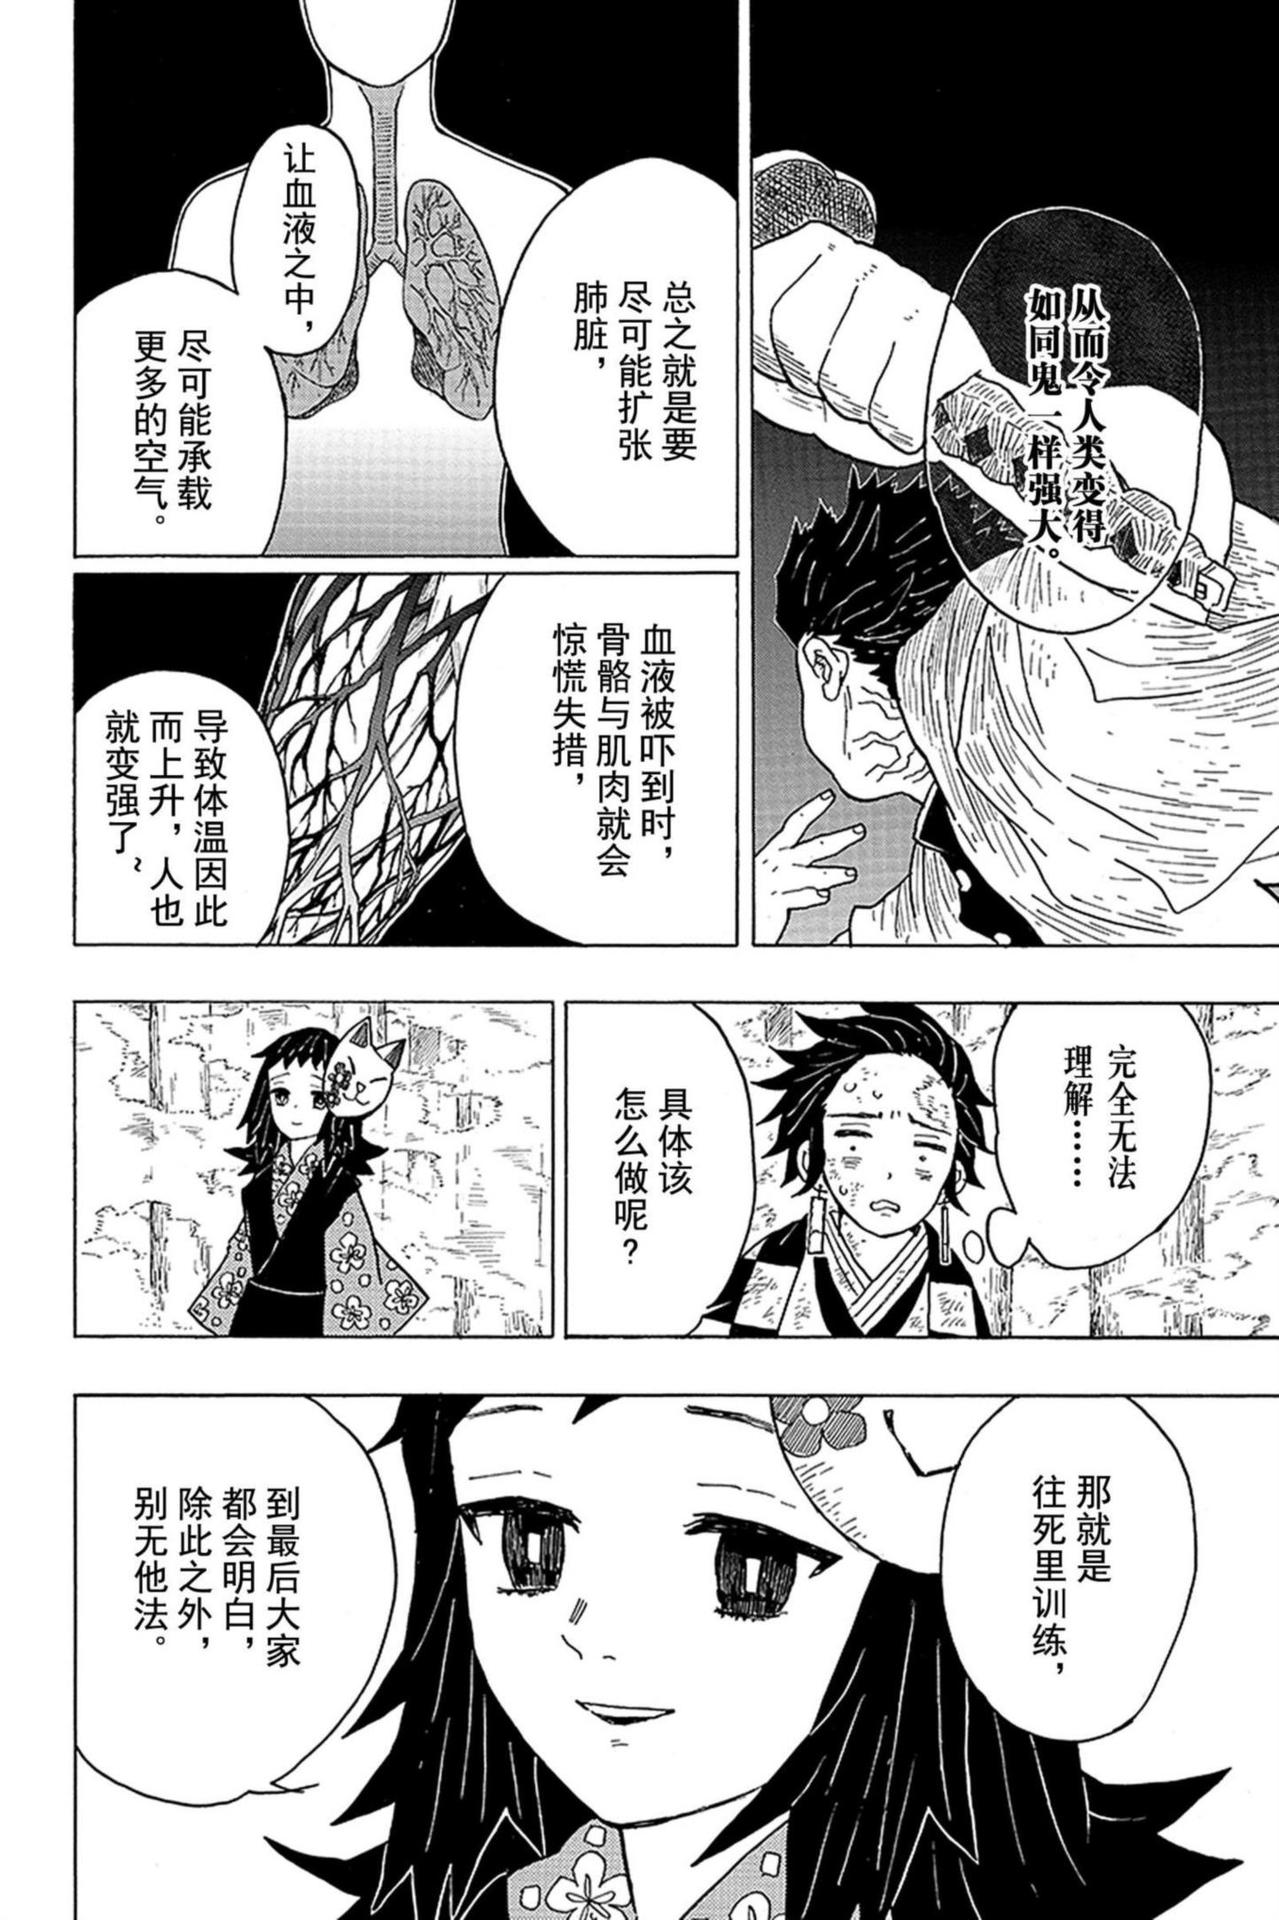 从而令人类变得
如同鬼一样强大。
总之就是要
尽可能扩张
肺脏，
让血液之中，
尽可能承载
更多的空气。
血液被吓到时，
骨骼与肌肉就会
惊慌失措，
导致体温因此
而上升，人也
就变强了~
完全无法
理解……
具体该
怎么做呢？
那就是
往死里训练，
到最后大家
都会明白，
除此之外，
别无他法。